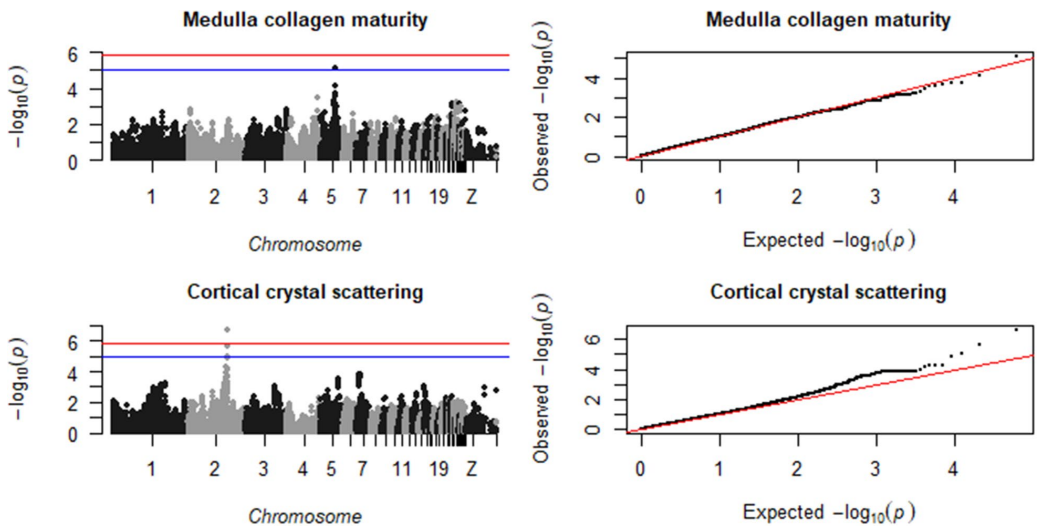 Medulla collagen maturity
−log10(p)
6
4
2
0
1
2
3
4
5
7
11
19
Z
Chromosome
Medulla collagen maturity
Observed −log10(p)
4
2
0
0
1
2
3
4
Expected −log10(p)
Cortical crystal scattering
−log10(p)
6
4
2
0
1
2
3
4
5
7
11
19
Z
Chromosome
Cortical crystal scattering
Observed −log10(p)
6
4
2
0
0
1
2
3
4
Expected −log10(p)